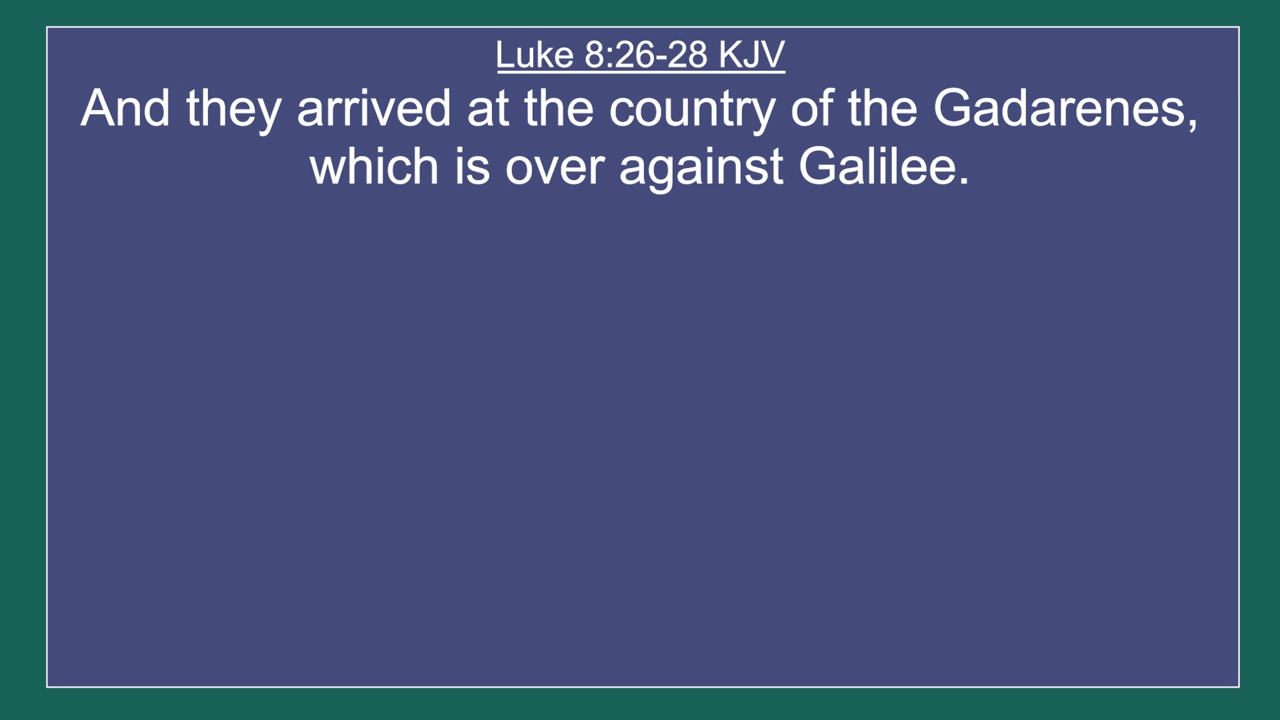 Luke 8:26-28 KJV
And they arrived at the country of the Gadarenes,
which is over against Galilee.